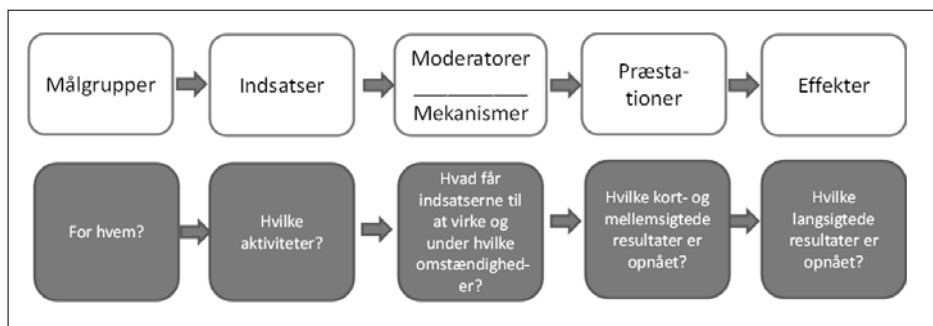 Målgrupper
Indsatser
Moderatorer
Mekanismer
Præsta-
tioner
Effekter
For hvem?
Hvilke
aktiviteter?
Hvad får
indsatserne til
at virke og
under hvilke
omstændighed-
er?
Hvilke kort- og
mellemsigtede
resultater er
opnået?
Hvilke
langsigtede
resultater er
opnået?